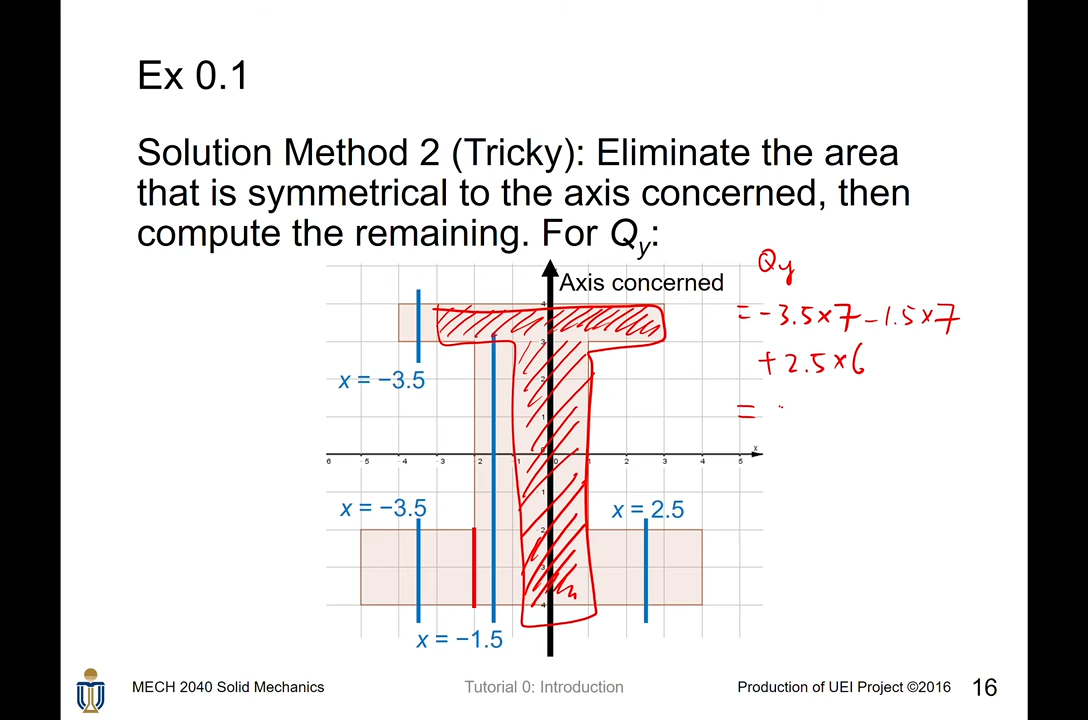 Ex 0.1
Solution Method 2 (Tricky): Eliminate the area
that is symmetrical to the axis concerned, then
compute the remaining. For Qy:
Axis concerned
Qy
= -3.5×7 -1.5×7
+ 2.5×6
=
x = −3.5
x = −3.5
x = 2.5
x = −1.5
4
3
2
1
0
1
2
3
4
6 5 4 3 2 1 0 1 2 3 4 5 x
MECH 2040 Solid Mechanics
Tutorial 0: Introduction
Production of UEI Project ©2016
16